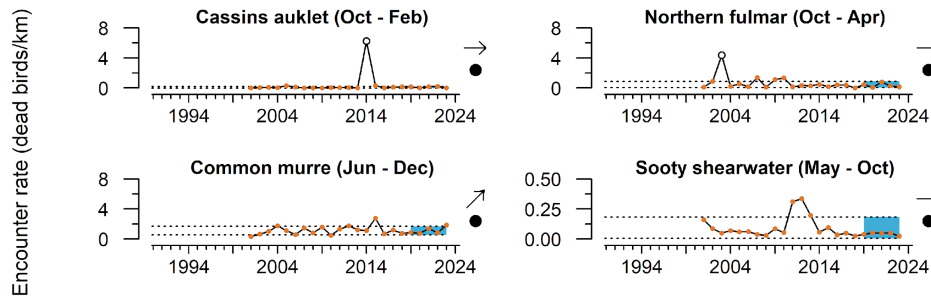 Encounter rate (dead birds/km)
Cassins auklet (Oct - Feb)
8
4
0
1994 2004 2014 2024
Northern fulmar (Oct - Apr)
8
4
0
1994 2004 2014 2024
Common murre (Jun - Dec)
8
4
0
1994 2004 2014 2024
Sooty shearwater (May - Oct)
0.50
0.25
0.00
1994 2004 2014 2024